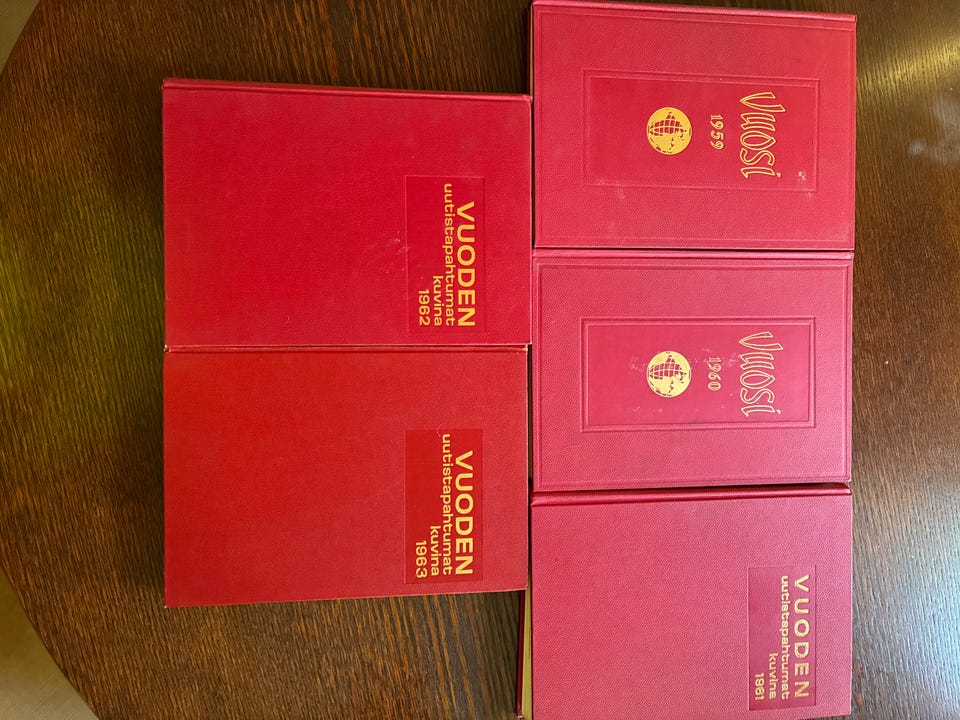 Vuosi
1959
Vuosi
1960
VUODEN
uutistapahtumat
kuvina
1961
VUODEN
uutistapahtumat
kuvina
1962
VUODEN
uutistapahtumat
kuvina
1963